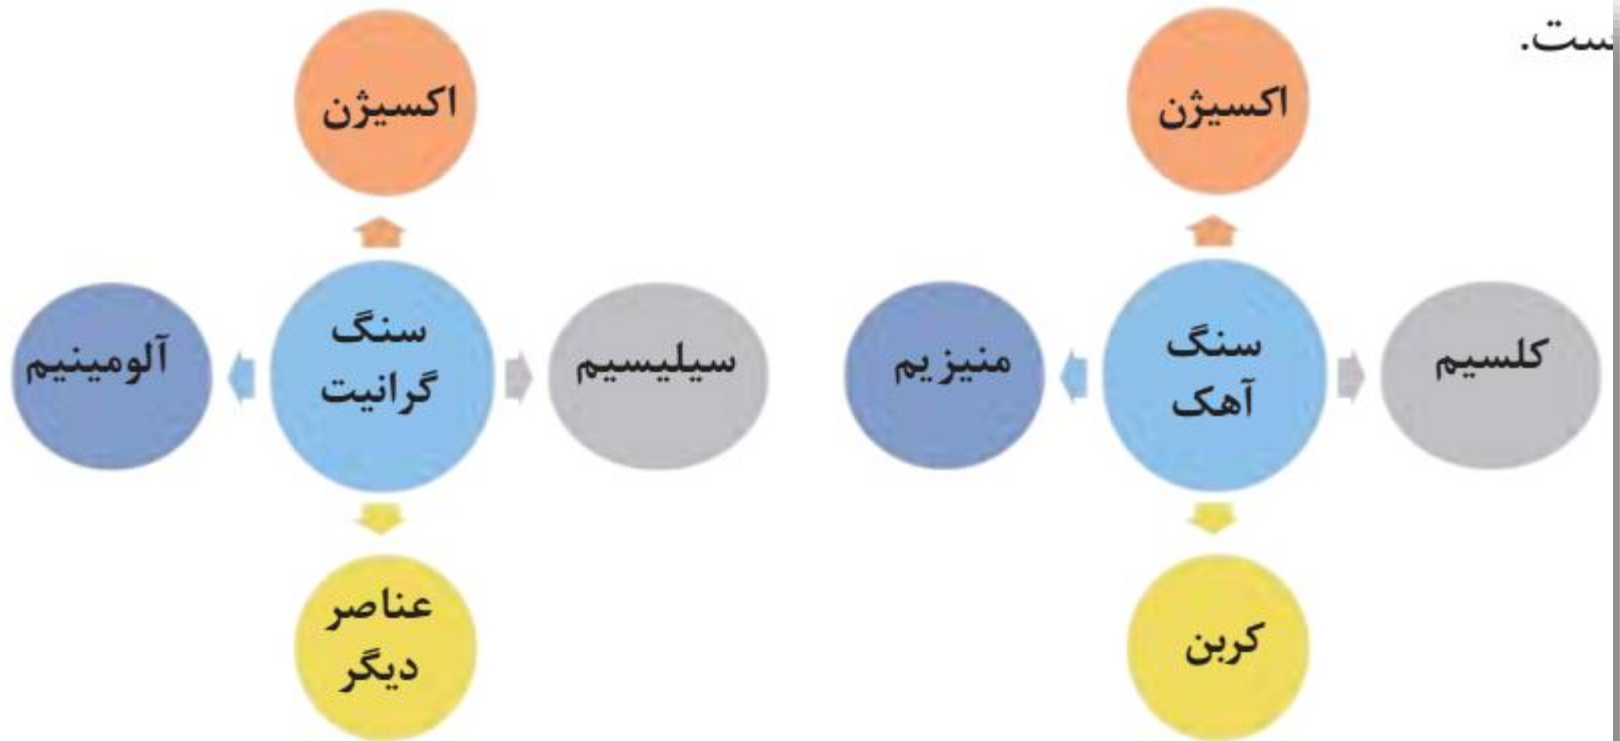 ست.
اکسیژن
کلسیم
سنگ
آهک
منیزیم
کربن
اکسیژن
سیلیسیم
سنگ
گرانیت
آلومینیم
عناصر
دیگر